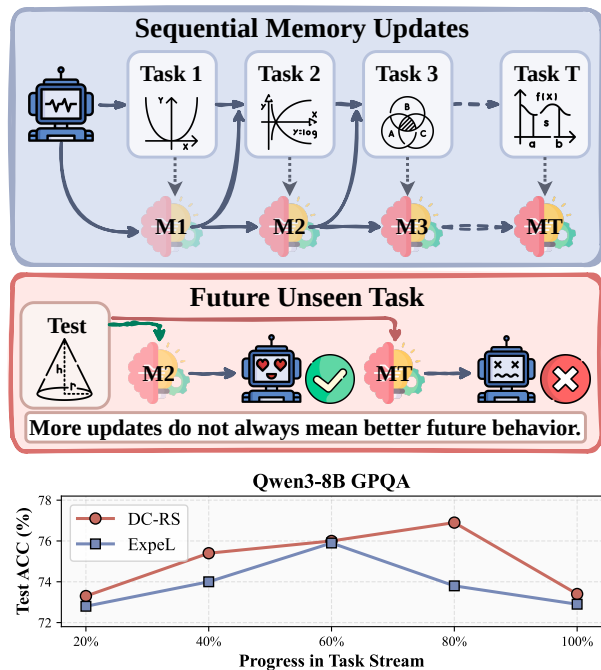 Sequential Memory Updates
Task 1
Task 2
Task 3
Task T
Y
X
y
X
y=log
B
A
C
f(X)
s
a
b
M1
M2
M3
MT
Future Unseen Task
Test
h
r
M2
MT
More updates do not always mean better future behavior.
Qwen3-8B GPQA
Test ACC (%)
78
76
74
72
DC-RS
ExpeL
20%
40%
60%
80%
100%
Progress in Task Stream